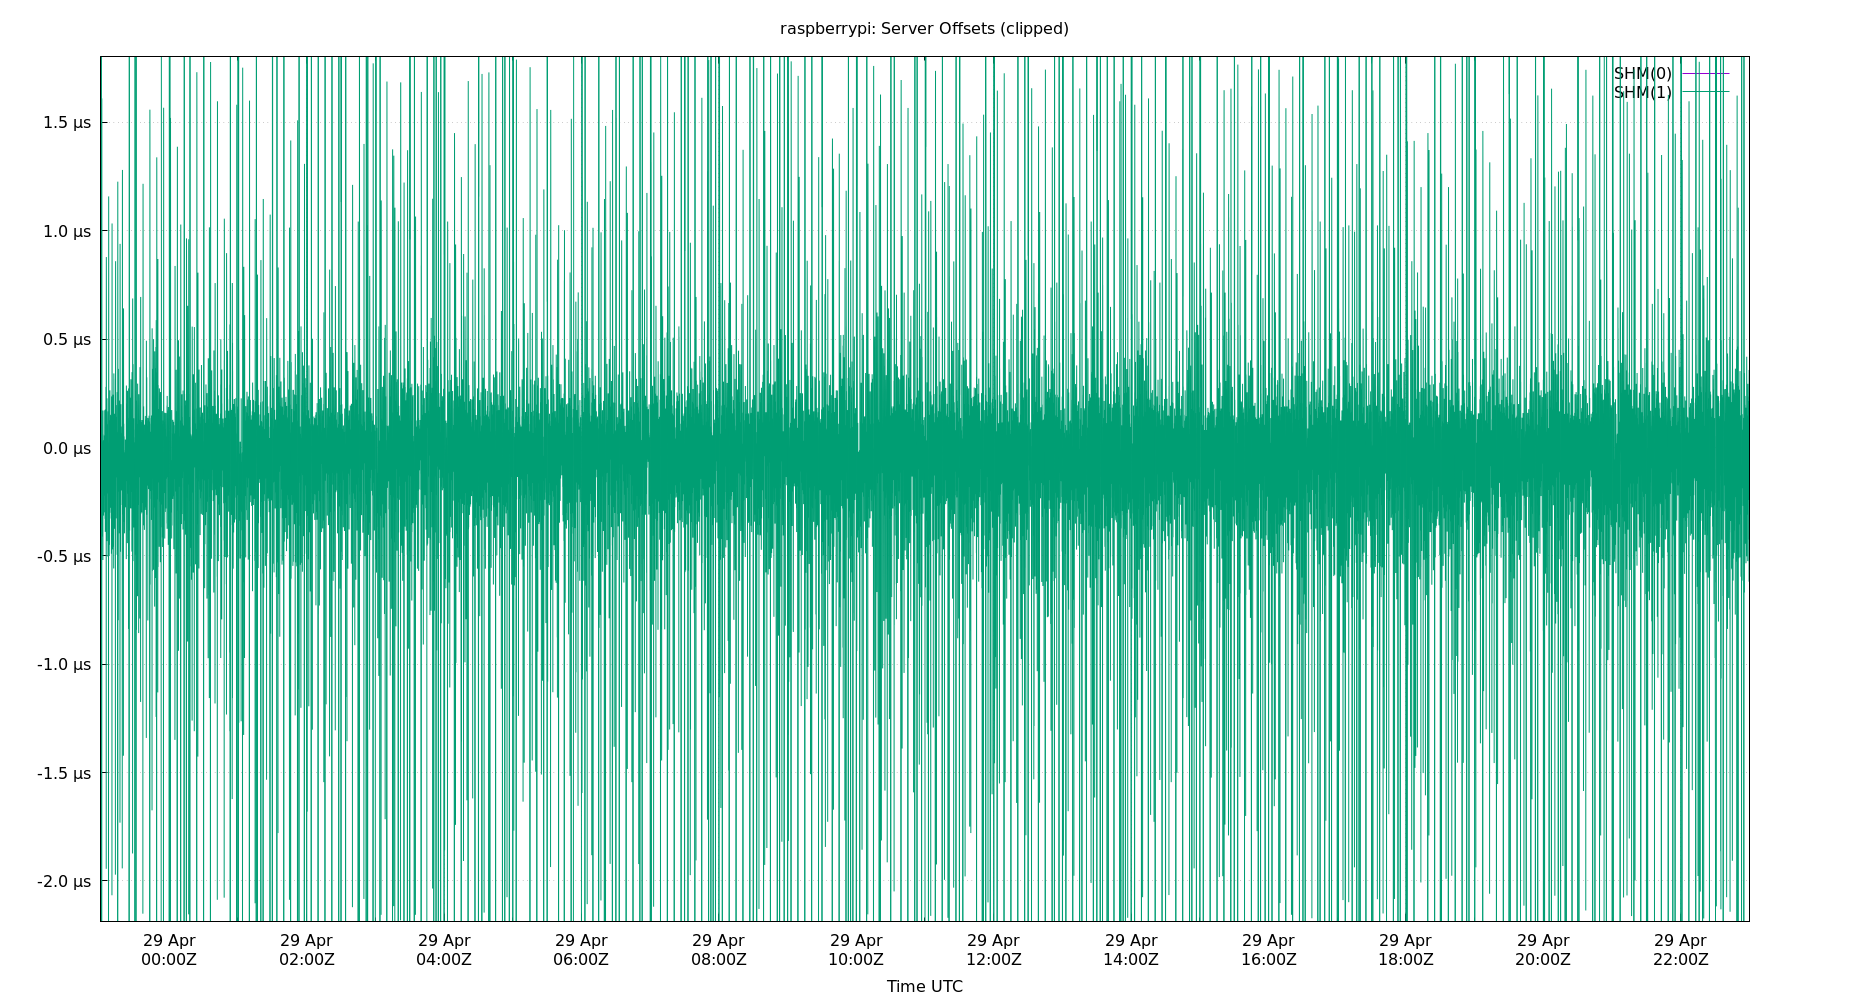 raspberrypi: Server Offsets (clipped)
SHM(0)
SHM(1)
1.5 µs
1.0 µs
0.5 µs
0.0 µs
-0.5 µs
-1.0 µs
-1.5 µs
-2.0 µs
29 Apr 29 Apr 29 Apr 29 Apr 29 Apr 29 Apr 29 Apr 29 Apr 29 Apr 29 Apr 29 Apr 29 Apr
00:00Z 02:00Z 04:00Z 06:00Z 08:00Z 10:00Z 12:00Z 14:00Z 16:00Z 18:00Z 20:00Z 22:00Z
Time UTC